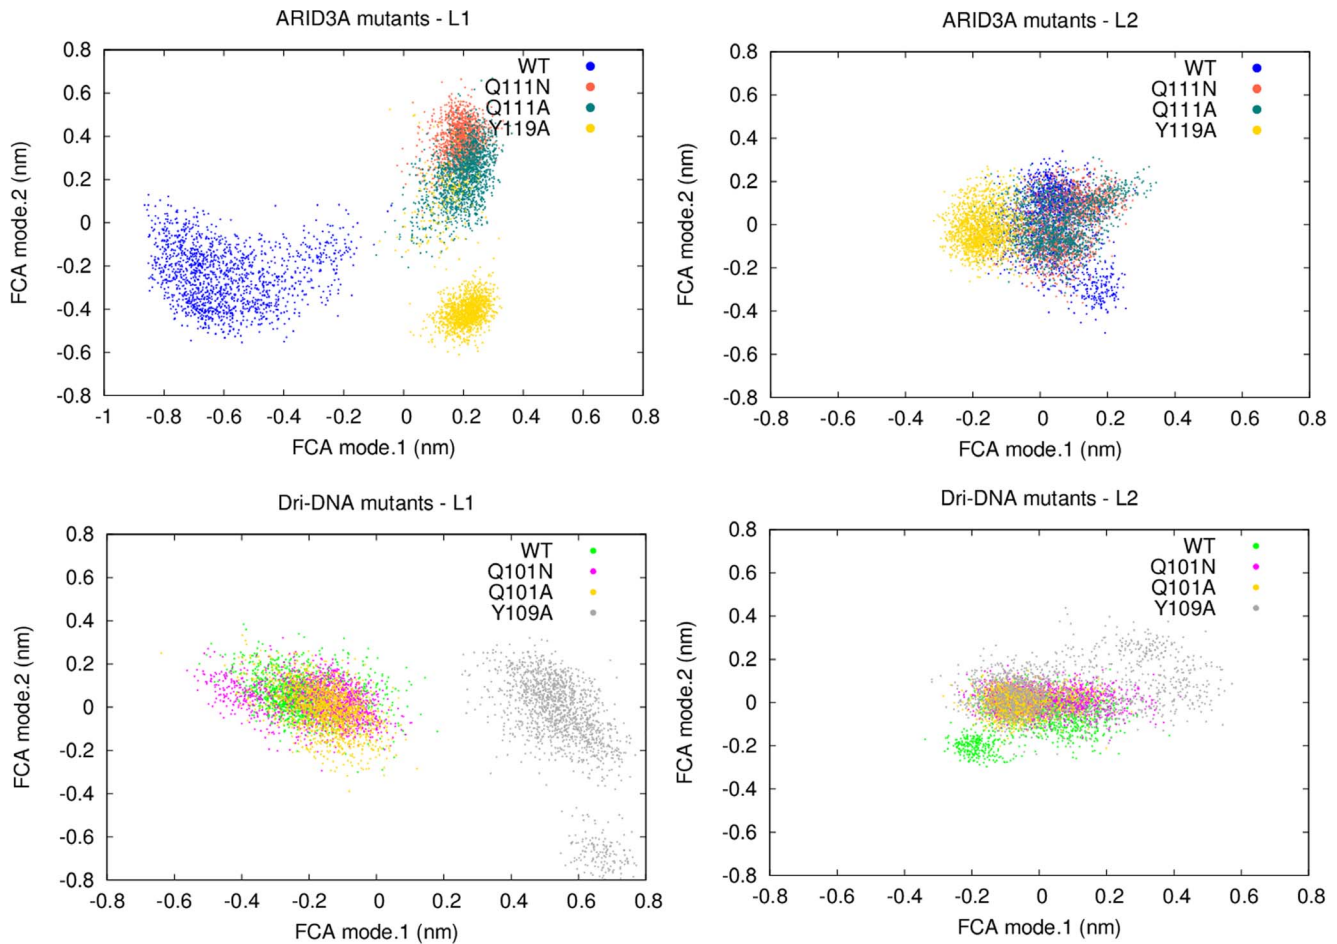 ARID3A mutants - L1
0.8
0.6
0.4
0.2
0
-0.2
-0.4
-0.6
-0.8
FCA mode.2 (nm)
WT
Q111N
Q111A
Y119A
-1 -0.8 -0.6 -0.4 -0.2 0 0.2 0.4 0.6 0.8
FCA mode.1 (nm)
ARID3A mutants - L2
0.8
0.6
0.4
0.2
0
-0.2
-0.4
-0.6
-0.8
FCA mode.2 (nm)
WT
Q111N
Q111A
Y119A
-0.8 -0.6 -0.4 -0.2 0 0.2 0.4 0.6 0.8
FCA mode.1 (nm)
Dri-DNA mutants - L1
0.8
0.6
0.4
0.2
0
-0.2
-0.4
-0.6
-0.8
FCA mode.2 (nm)
WT
Q101N
Q101A
Y109A
-0.8 -0.6 -0.4 -0.2 0 0.2 0.4 0.6 0.8
FCA mode.1 (nm)
Dri-DNA mutants - L2
0.8
0.6
0.4
0.2
0
-0.2
-0.4
-0.6
-0.8
FCA mode.2 (nm)
WT
Q101N
Q101A
Y109A
-0.8 -0.6 -0.4 -0.2 0 0.2 0.4 0.6 0.8
FCA mode.1 (nm)